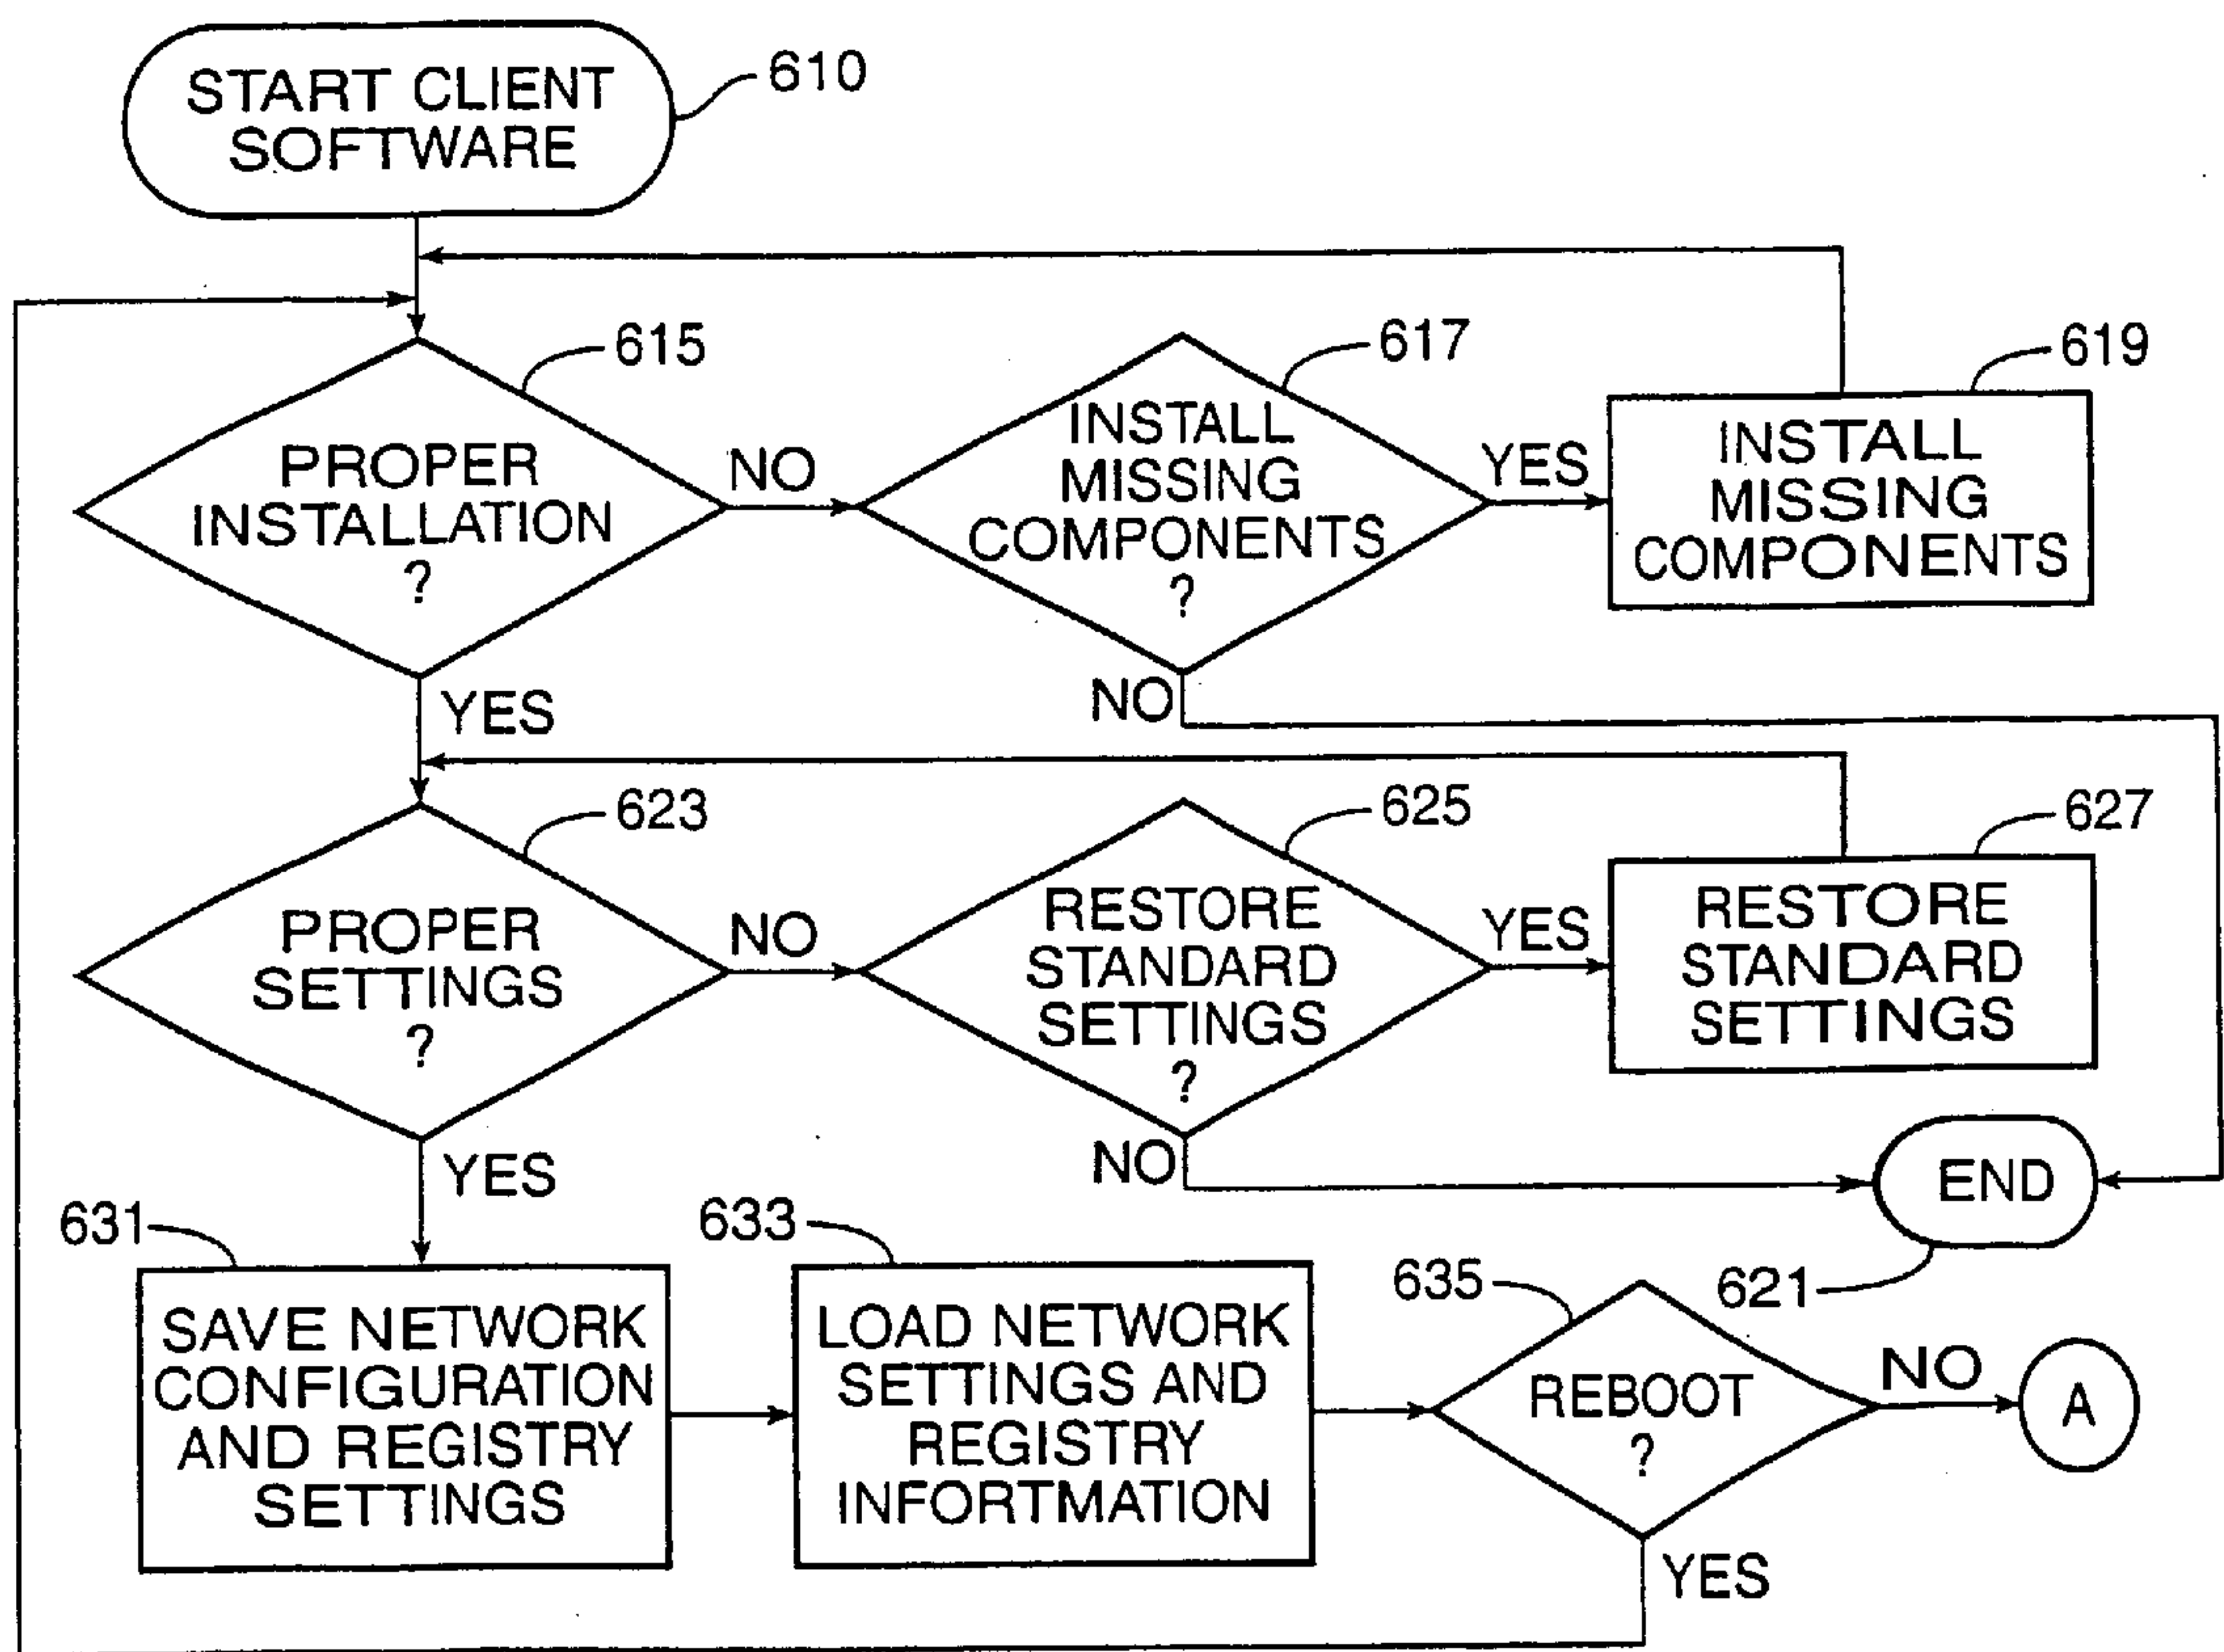 START CLIENT
SOFTWARE
610
615
PROPER
INSTALLATION
?
NO
YES
617
INSTALL
MISSING
COMPONENTS
?
YES
NO
619
INSTALL
MISSING
COMPONENTS
623
PROPER
SETTINGS
?
NO
YES
625
RESTORE
STANDARD
SETTINGS
?
YES
NO
627
RESTORE
STANDARD
SETTINGS
END
621
631
SAVE NETWORK
CONFIGURATION
AND REGISTRY
SETTINGS
633
LOAD NETWORK
SETTINGS AND
REGISTRY
INFORTMATION
635
REBOOT
?
NO
YES
A